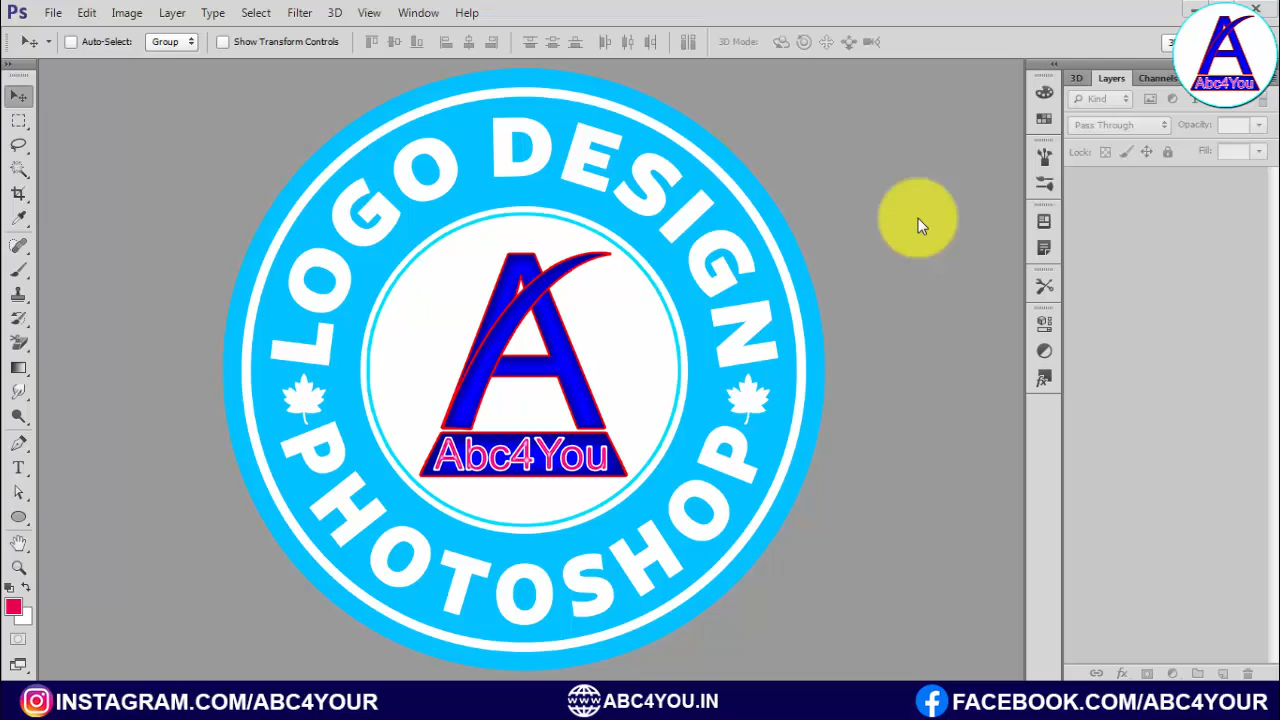 Ps File Edit Image Layer Type Select Filter 3D View Window Help
Auto-Select: Group Show Transform Controls 3D Mode:
A
Abc4You
3D Layers Channels
Kind
Pass Through Opacity:
Lock: Fill:
LOGO DESIGN
A
Abc4You
PHOTOSHOP
INSTAGRAM.COM/ABC4YOUR ABC4YOU.IN FACEBOOK.COM/ABC4YOUR